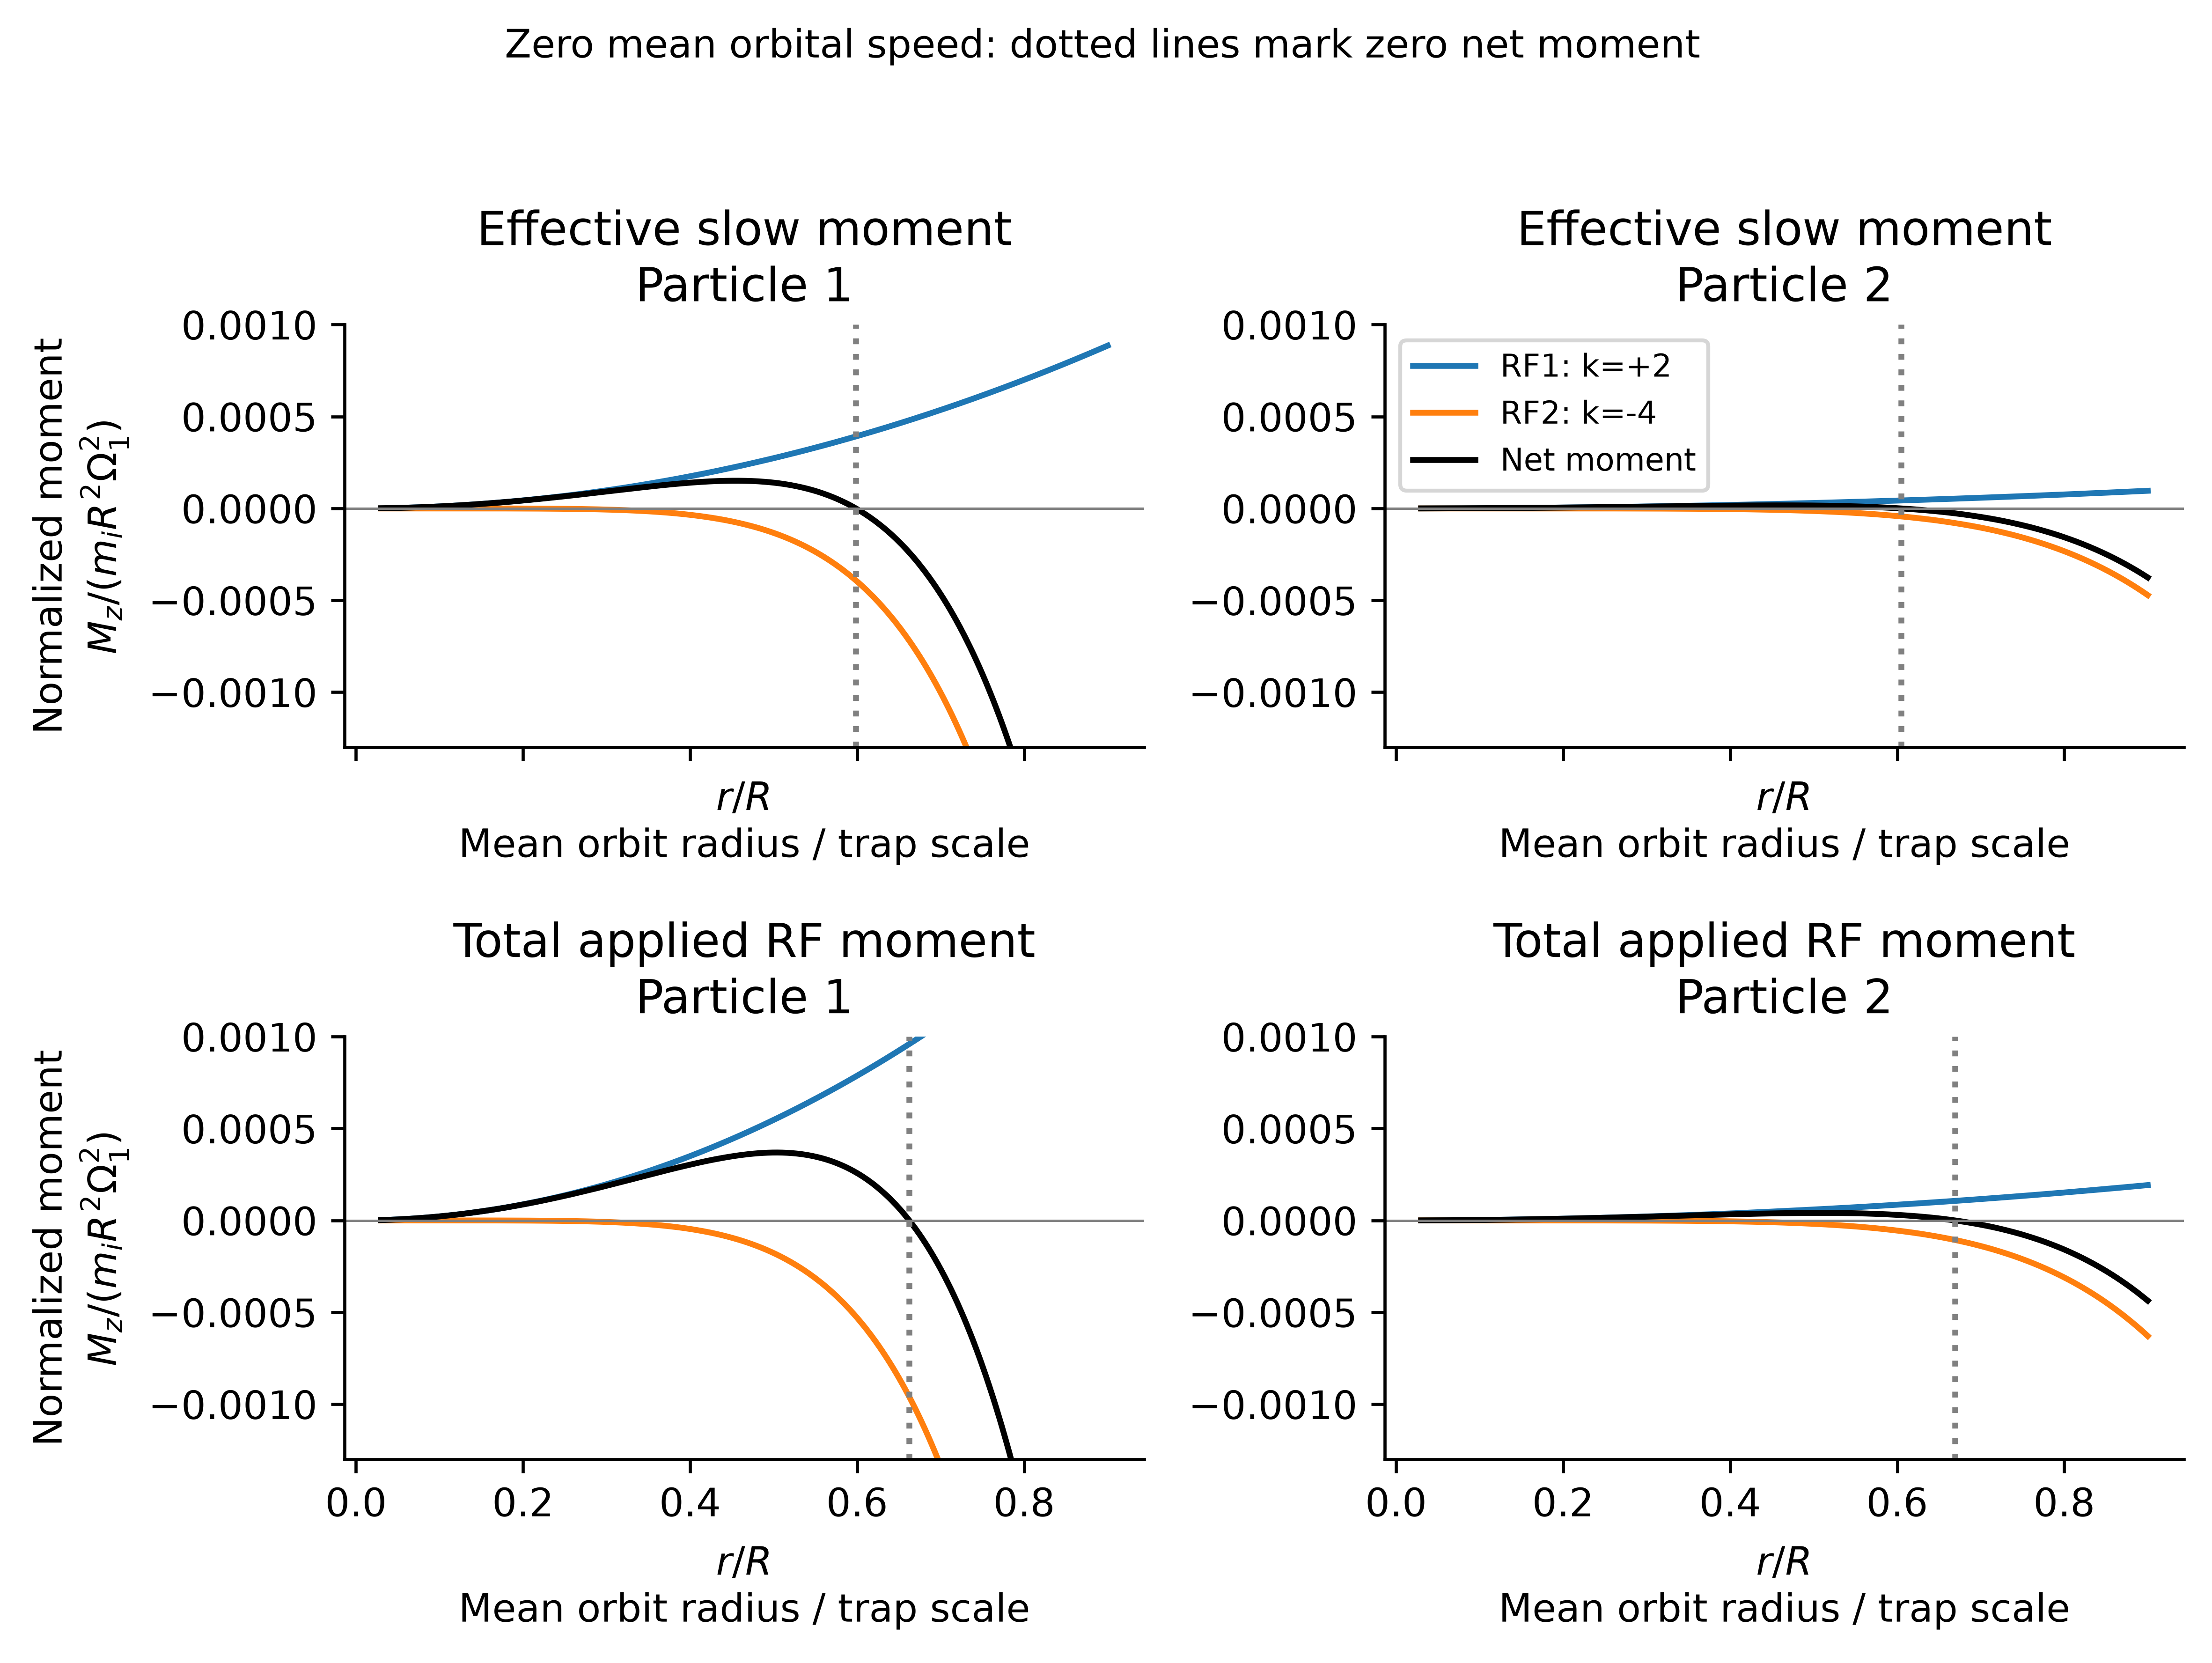 Zero mean orbital speed: dotted lines mark zero net moment
Effective slow moment
Particle 1
Normalized moment
$M_z/(m_iR^2\Omega_1^2)$
0.0010
0.0005
0.0000
−0.0005
−0.0010
r/R
Mean orbit radius / trap scale
Effective slow moment
Particle 2
0.0010
0.0005
0.0000
−0.0005
−0.0010
RF1: k=+2
RF2: k=-4
Net moment
r/R
Mean orbit radius / trap scale
Total applied RF moment
Particle 1
Normalized moment
$M_z/(m_iR^2\Omega_1^2)$
0.0010
0.0005
0.0000
−0.0005
−0.0010
0.0 0.2 0.4 0.6 0.8
r/R
Mean orbit radius / trap scale
Total applied RF moment
Particle 2
0.0010
0.0005
0.0000
−0.0005
−0.0010
0.0 0.2 0.4 0.6 0.8
r/R
Mean orbit radius / trap scale